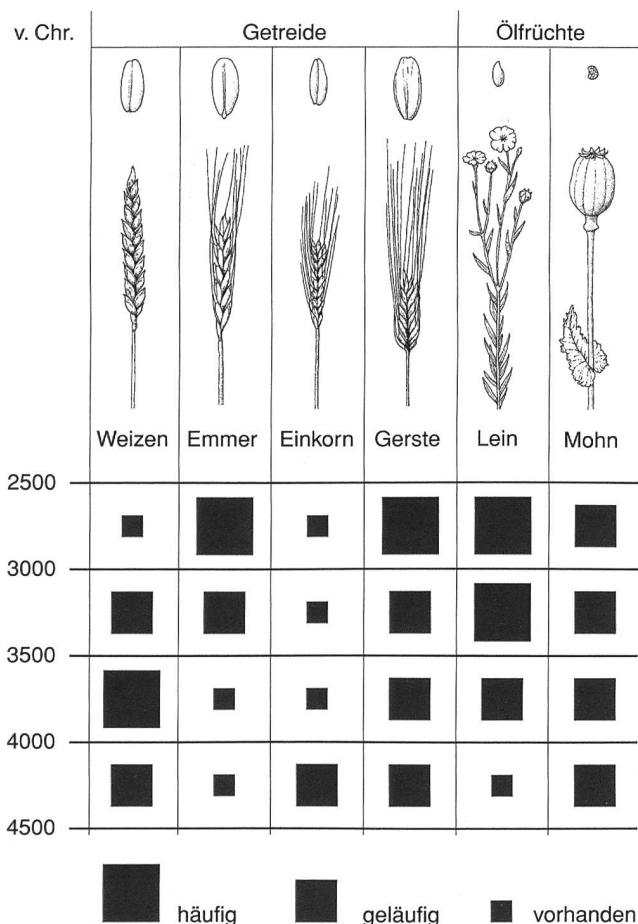 v. Chr. Getreide Ölfrüchte
Weizen Emmer Einkorn Gerste Lein Mohn
2500
3000
3500
4000
4500
häufig geläufig vorhanden